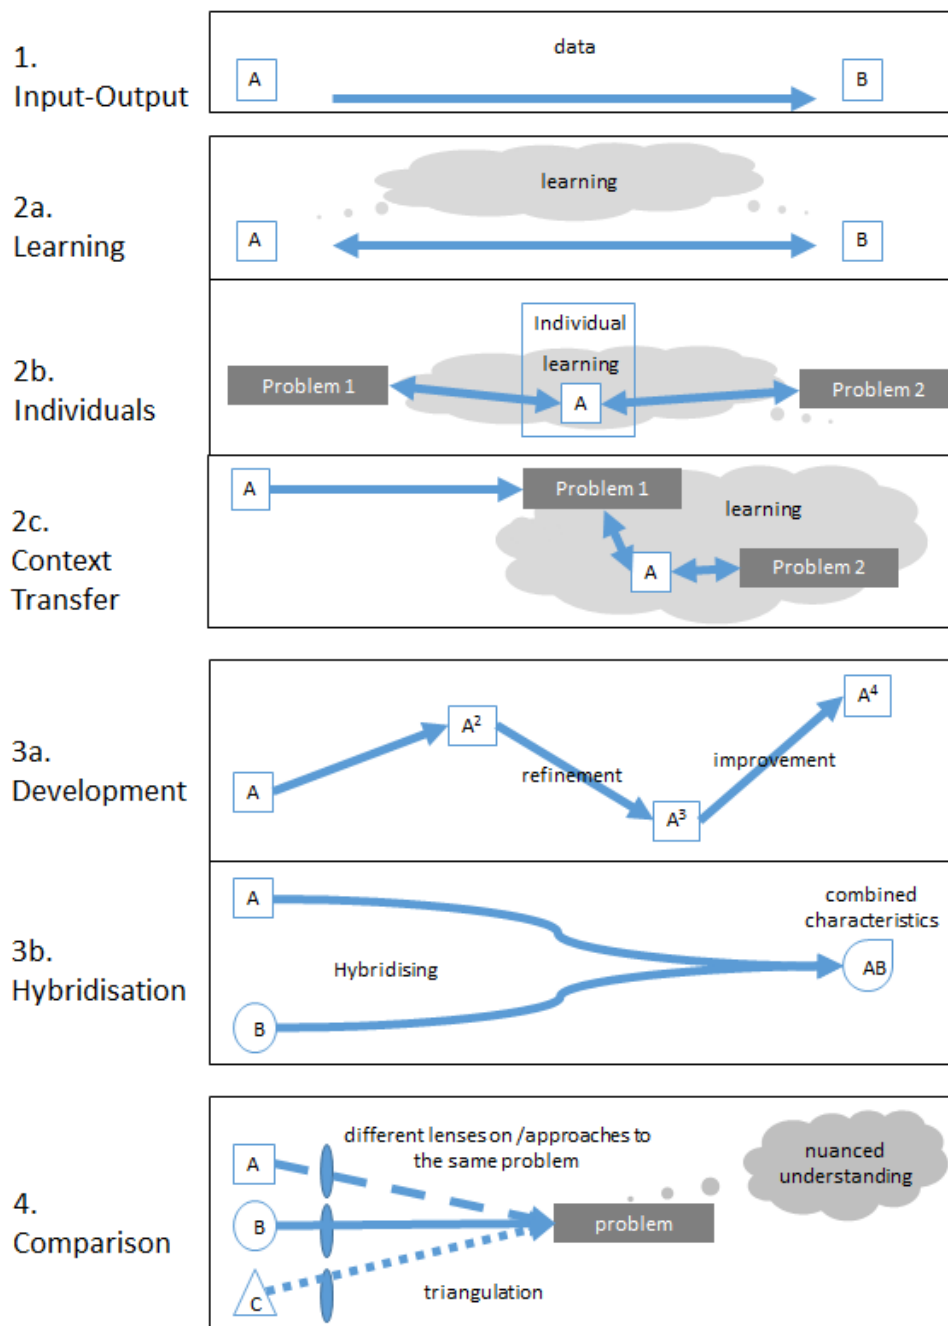 1.
Input-Output
data
A
B
2a.
Learning
learning
A
B
2b.
Individuals
Individual
learning
Problem 1
A
Problem 2
2c.
Context
Transfer
A
Problem 1
learning
A
Problem 2
3a.
Development
A
A²
refinement
A³
improvement
A⁴
3b.
Hybridisation
A
B
Hybridising
combined
characteristics
AB
4.
Comparison
A
B
C
different lenses on /approaches to
the same problem
problem
triangulation
nuanced
understanding